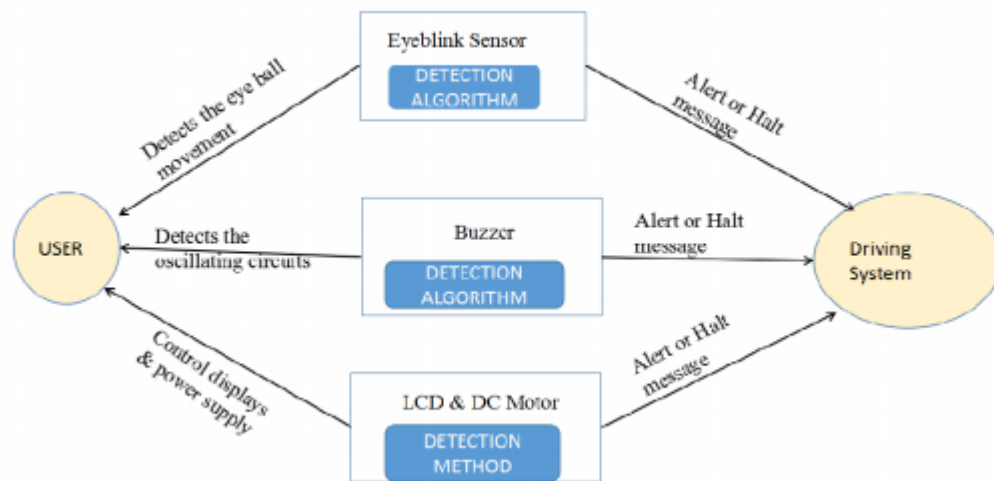 Eyeblink Sensor
DETECTION
ALGORITHM
Detects the eye ball
movement
Alert or Halt
message
USER
Detects the
oscillating circuits
Buzzer
DETECTION
ALGORITHM
Alert or Halt
message
Driving
System
Control displays
& power supply
LCD & DC Motor
DETECTION
METHOD
Alert or Halt
message